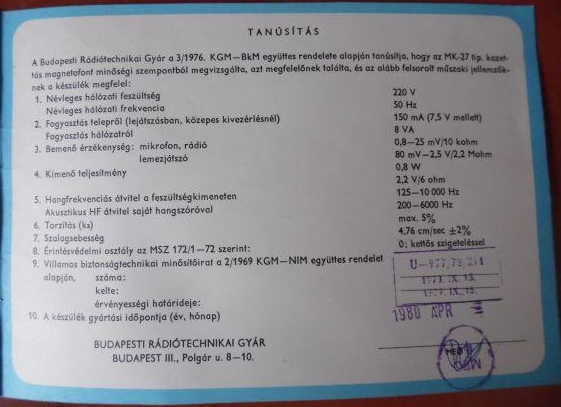 TANÚSÍTÁS
A Budapesti Rádiótechnikai Gyár a 3/1976. KGM—BkM együttes rendelete alapján tanúsítja, hogy az MK-27 tip. kazet-
tás magnetofont minőségi szempontból megvizsgálta, azt megfelelőnek találta, és az alább felsorolt műszaki jellemzők-
nek a készülék megfelel:
1. Névleges hálózati feszültség 220 V
Névleges hálózati frekvencia 50 Hz
2. Fogyasztás telepről (lejátszásban, közepes kivezérlésnél) 150 mA (7,5 V mellett)
Fogyasztás hálózatról 8 VA
3. Bemenő érzékenység: mikrofon, rádió 0,8—25 mV/10 kohm
lemezjátszó 80 mV—2,5 V/2,2 Mohm
4. Kimenő teljesítmény 0,8 W
2,2 V/6 ohm
5. Hangfrekvenciás átvitel a feszültségkimeneten 125—10 000 Hz
Akusztikus HF átvitel saját hangszóróval 200—6000 Hz
6. Torzítás (ks) max. 5%
7. Szalagsebesség 4,76 cm/sec ±2%
8. Érintésvédelmi osztály az MSZ 172/1—72 szerint: 0; kettős szigeteléssel
9. Villamos biztonságtechnikai minősítőirat a 2/1969 KGM—NIM együttes rendelet
alapján, száma:
kelte:
érvényességi határideje:
10. A készülék gyártási időpontja (év, hónap) 1980 ÁPR
BUDAPESTI RÁDIÓTECHNIKAI GYÁR
BUDAPEST III., Polgár u. 8—10.